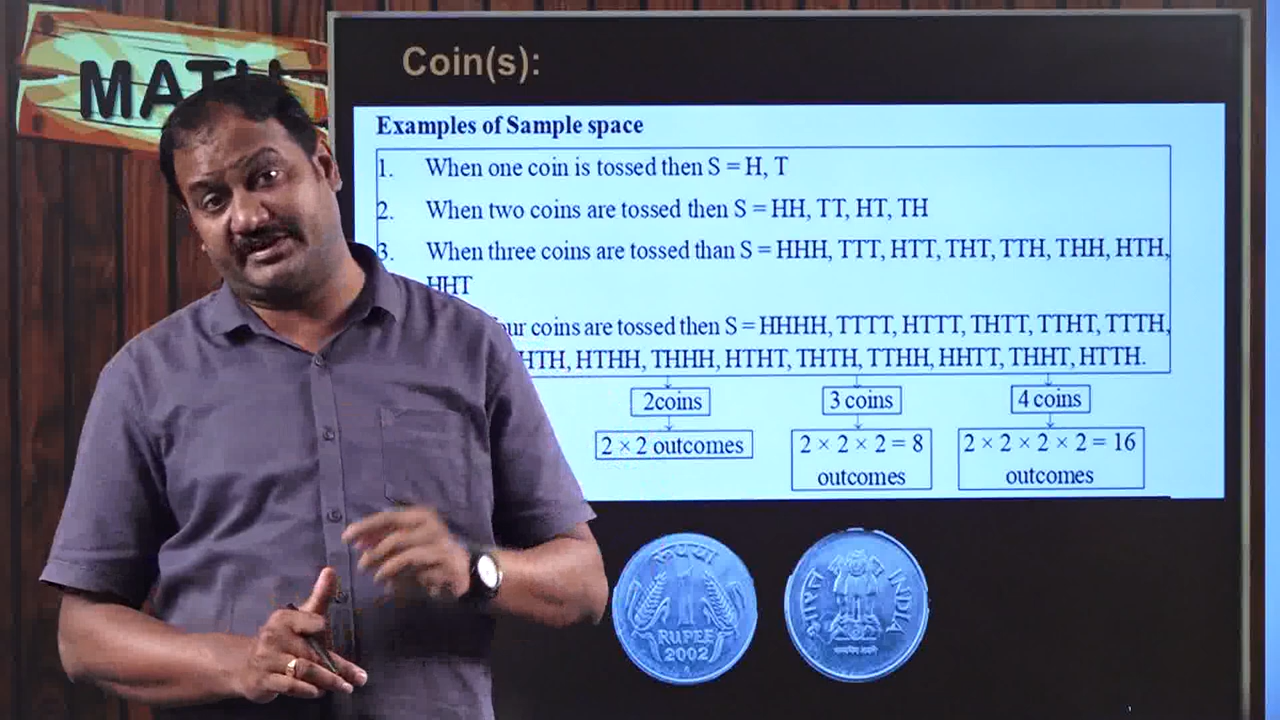 MATH
Coin(s):
Examples of Sample space
1. When one coin is tossed then S = H, T
2. When two coins are tossed then S = HH, TT, HT, TH
3. When three coins are tossed than S = HHH, TTT, HTT, THT, TTH, THH, HTH,
HHT
coins are tossed then S = HHHH, TTTT, HTTT, THTT, TTHT, TTTH,
HTHH, THHH, HTHT, THTH, TTHH, HHTT, THHT, HTTH.
2coins
3 coins
4 coins
2 × 2 outcomes
2 × 2 × 2 = 8
outcomes
2 × 2 × 2 × 2 = 16
outcomes
रुपया
1
RUPEE
2002
भारत
INDIA